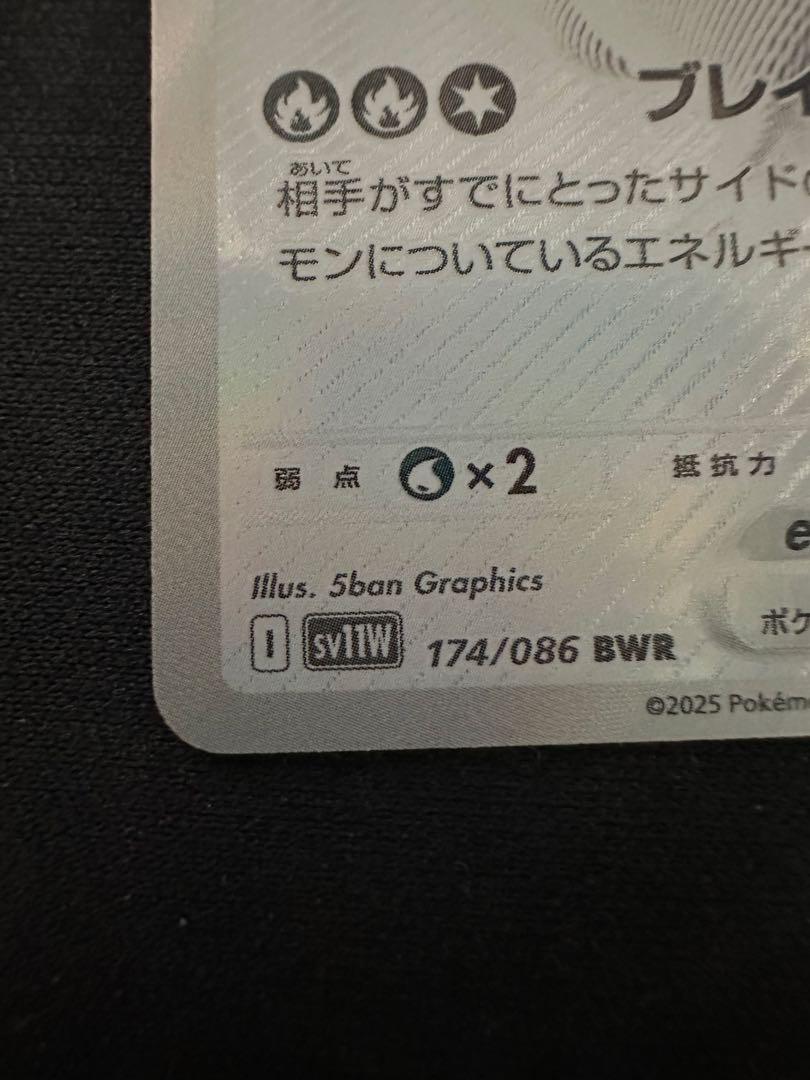 ブレイ
あいて
相手がすでにとったサイド
モンについているエネルギー
弱点 ×2 抵抗力
e
Illus. 5ban Graphics
ポケ
I SV11W 174/086 BWR
©2025 Pokémo